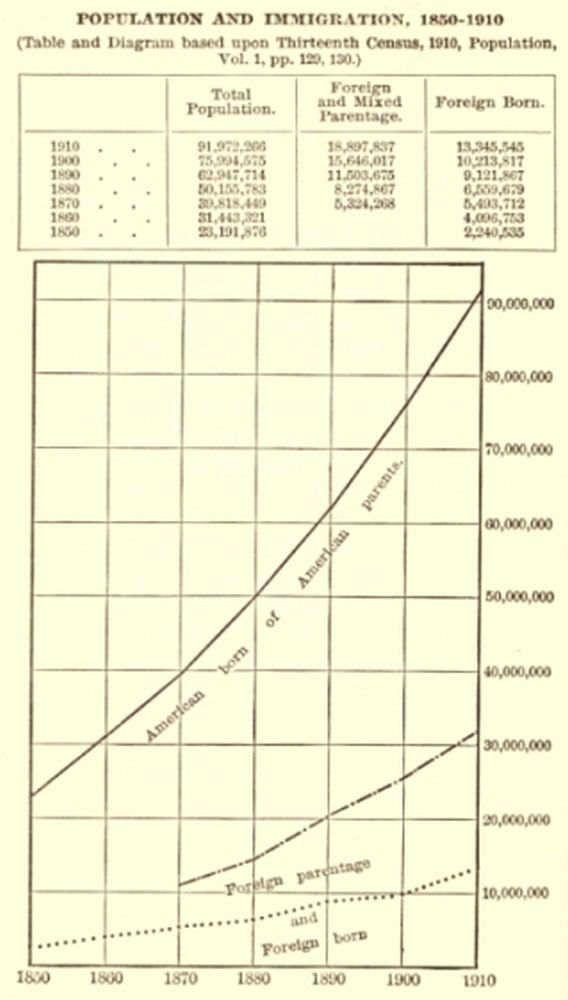 POPULATION AND IMMIGRATION, 1850-1910
(Table and Diagram based upon Thirteenth Census, 1910, Population,
Vol. 1, pp. 129, 130.)
Total Population. Foreign and Mixed Parentage. Foreign Born.
1910 . . 91,972,266 18,897,837 13,345,545
1900 . . 75,994,575 15,646,017 10,213,817
1890 . . 62,947,714 11,503,675 9,121,867
1880 . . 50,155,783 8,274,867 6,559,679
1870 . . 39,818,449 5,324,268 5,493,712
1860 . . 31,443,321 4,096,753
1850 . . 23,191,876 2,240,535
90,000,000
80,000,000
70,000,000
60,000,000
50,000,000
40,000,000
30,000,000
20,000,000
10,000,000
American born of American parents.
Foreign parentage
and
Foreign born
1850 1860 1870 1880 1890 1900 1910